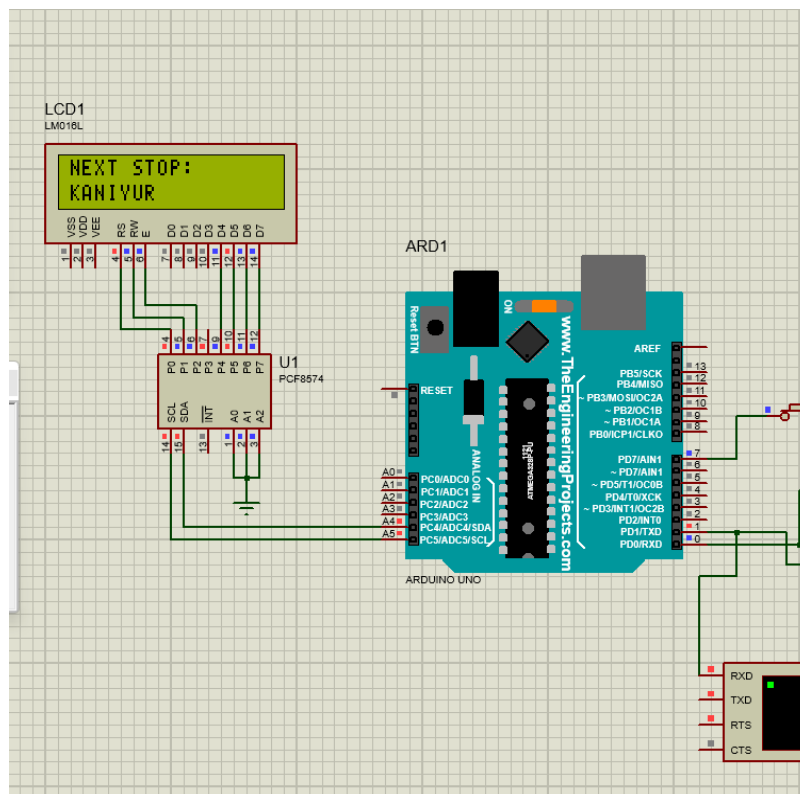 LCD1
LM016L
NEXT STOP:
KANIYUR
VSS
VDD
VEE
RS
RW
E
D0
D1
D2
D3
D4
D5
D6
D7
1
2
3
4
5
6
7
8
9
10
11
12
13
14
4
5
6
7
9
10
11
12
P0
P1
P2
P3
P4
P5
P6
P7
U1
PCF8574
SCL
SDA
INT
A0
A1
A2
14
15
13
1
2
3
ARD1
Reset BTN
ON
www.TheEngineeringProjects.com
RESET
ANALOG IN
ATMEGA328P-PU
A0
A1
A2
A3
A4
A5
PC0/ADC0
PC1/ADC1
PC2/ADC2
PC3/ADC3
PC4/ADC4/SDA
PC5/ADC5/SCL
AREF
PB5/SCK 13
PB4/MISO 12
~ PB3/MOSI/OC2A 11
~ PB2/OC1B 10
~ PB1/OC1A 9
PB0/ICP1/CLKO 8
PD7/AIN1 7
~ PD7/AIN1 6
~ PD5/T1/OC0B 5
PD4/T0/XCK 4
~ PD3/INT1/OC2B 3
PD2/INT0 2
PD1/TXD 1
PD0/RXD 0
ARDUINO UNO
RXD
TXD
RTS
CTS